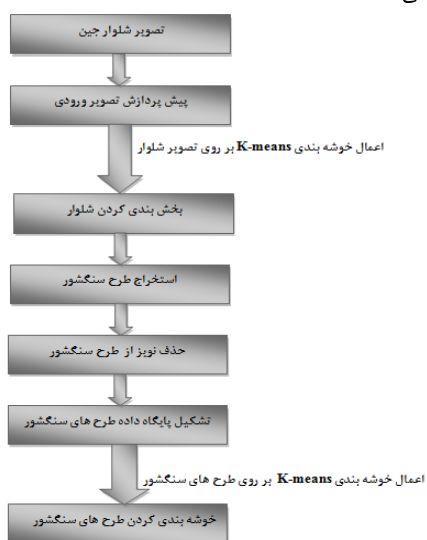 ی
تصویر شلوار جین
پیش پردازش تصویر ورودی
اعمال خوشه بندی K-means بر روی تصویر شلوار
بخش بندی کردن شلوار
استخراج طرح سنگشور
حذف نویز از طرح سنگشور
تشکیل پایگاه داده طرح های سنگشور
اعمال خوشه بندی K-means بر روی طرح های سنگشور
خوشه بندی کردن طرح های سنگشور